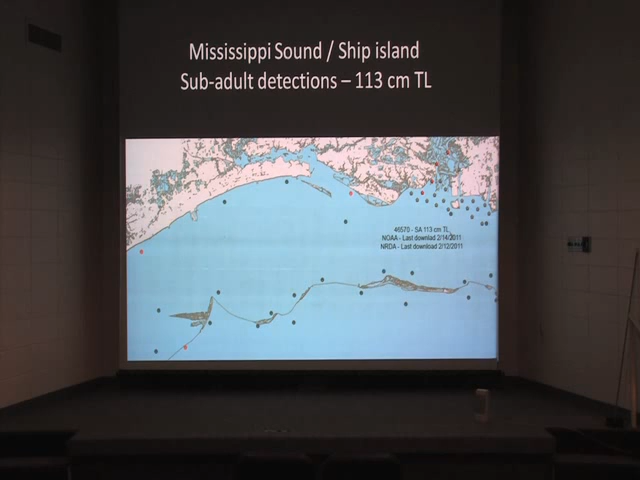 Mississippi Sound / Ship island
Sub-adult detections – 113 cm TL
46570 - SA 113 cm TL
NOAA - Last downlad 2/14/2011
NRDA - Last download 2/12/2011